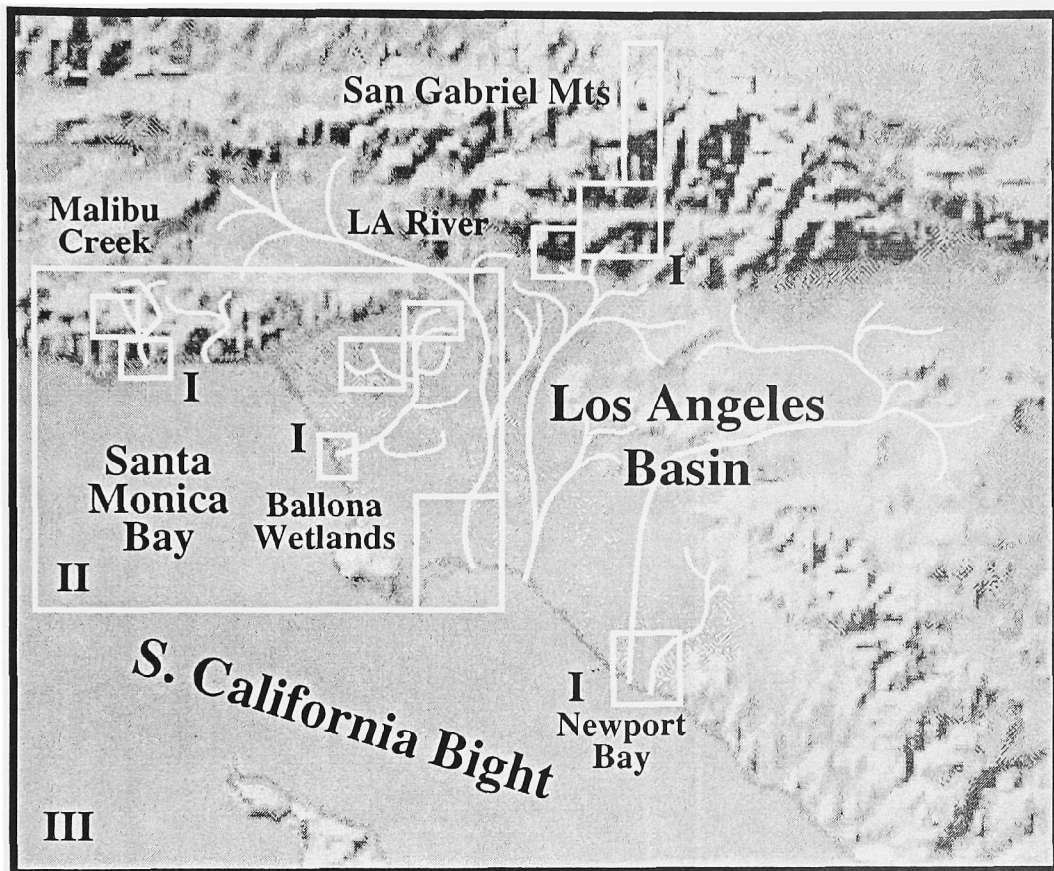 San Gabriel Mts
Malibu
Creek
LA River
I
I
Los Angeles
Basin
I
Santa
Monica
Bay
Ballona
Wetlands
II
S. California Bight
I
Newport
Bay
III